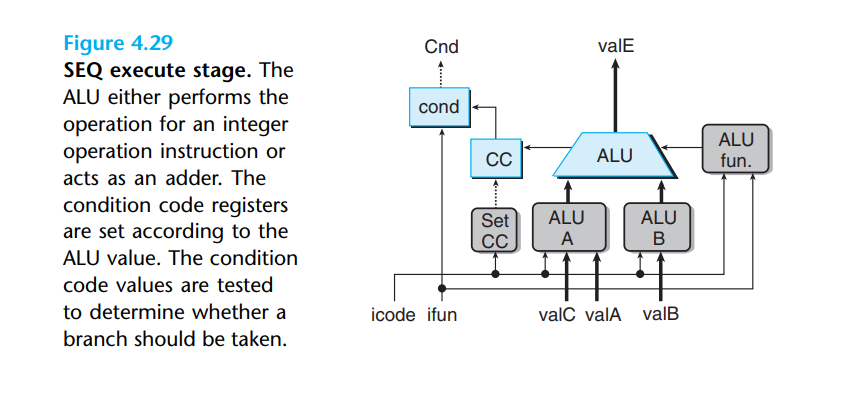 Figure 4.29
SEQ execute stage. The
ALU either performs the
operation for an integer
operation instruction or
acts as an adder. The
condition code registers
are set according to the
ALU value. The condition
code values are tested
to determine whether a
branch should be taken.
Cnd
valE
cond
CC
ALU
ALU
fun.
Set
CC
ALU
A
ALU
B
icode
ifun
valC
valA
valB